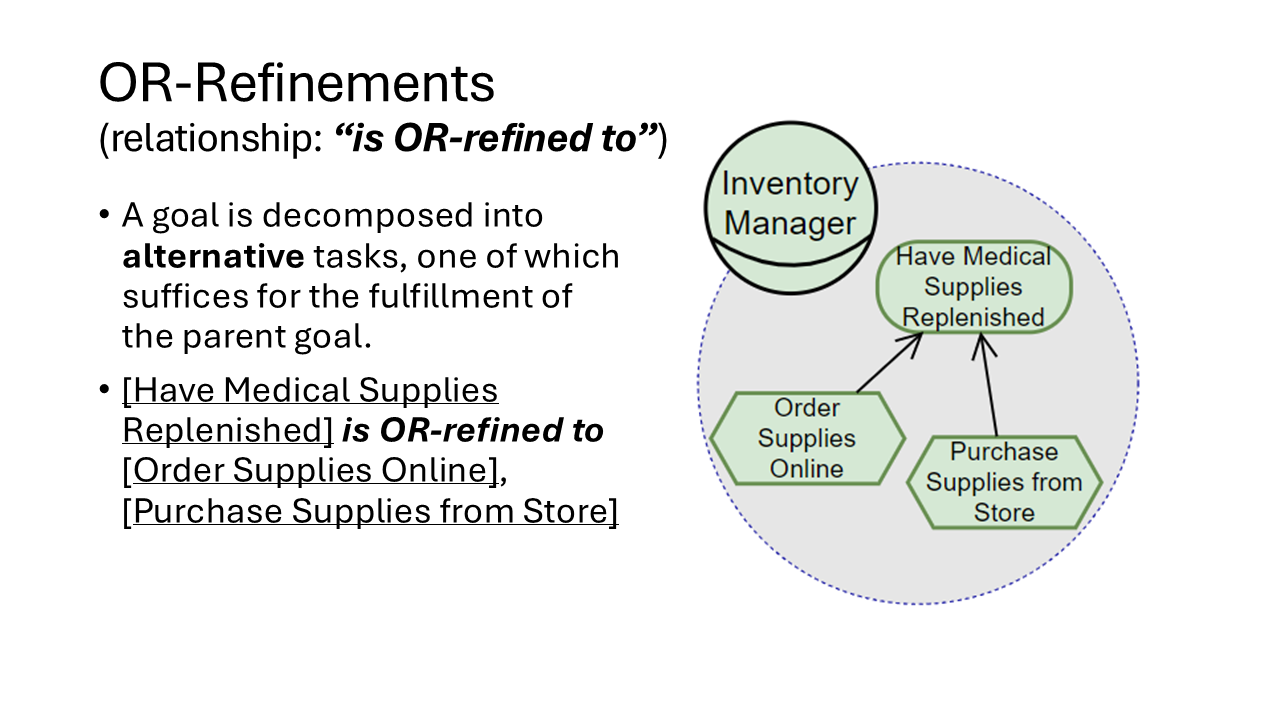 OR-Refinements
(relationship: “is OR-refined to”)
• A goal is decomposed into
alternative tasks, one of which
suffices for the fulfillment of
the parent goal.
• [Have Medical Supplies
Replenished] is OR-refined to
[Order Supplies Online],
[Purchase Supplies from Store]
Inventory
Manager
Have Medical
Supplies
Replenished
Order
Supplies
Online
Purchase
Supplies from
Store